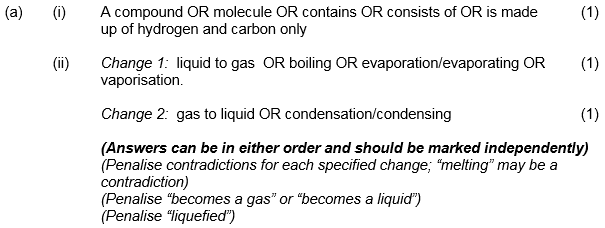 (a) (i) A compound OR molecule OR contains OR consists of OR is made (1)
up of hydrogen and carbon only
(ii) Change 1: liquid to gas OR boiling OR evaporation/evaporating OR (1)
vaporisation.
Change 2: gas to liquid OR condensation/condensing (1)
(Answers can be in either order and should be marked independently)
(Penalise contradictions for each specified change; “melting” may be a
contradiction)
(Penalise “becomes a gas” or “becomes a liquid”)
(Penalise “liquefied”)